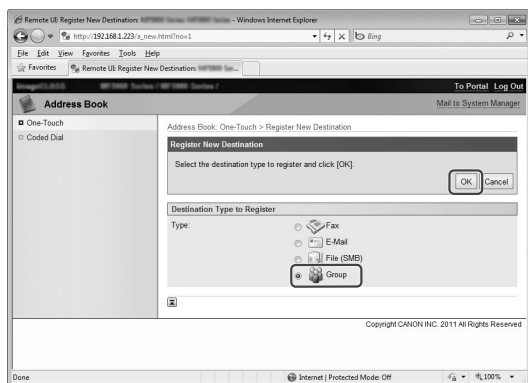 Remote UI: Register New Destination: - Windows Internet Explorer
http://192.168.1.223/a_new.html?no=1
Bing
File Edit View Favorites Tools Help
Favorites Remote UI: Register New Destination:
To Portal Log Out
Address Book
Mail to System Manager
One-Touch
Coded Dial
Address Book: One-Touch > Register New Destination
Register New Destination
Select the destination type to register and click [OK].
OK Cancel
Destination Type to Register
Type:
Fax
E-Mail
File (SMB)
Group
Copyright CANON INC. 2011 All Rights Reserved
Done
Internet | Protected Mode: Off
100%